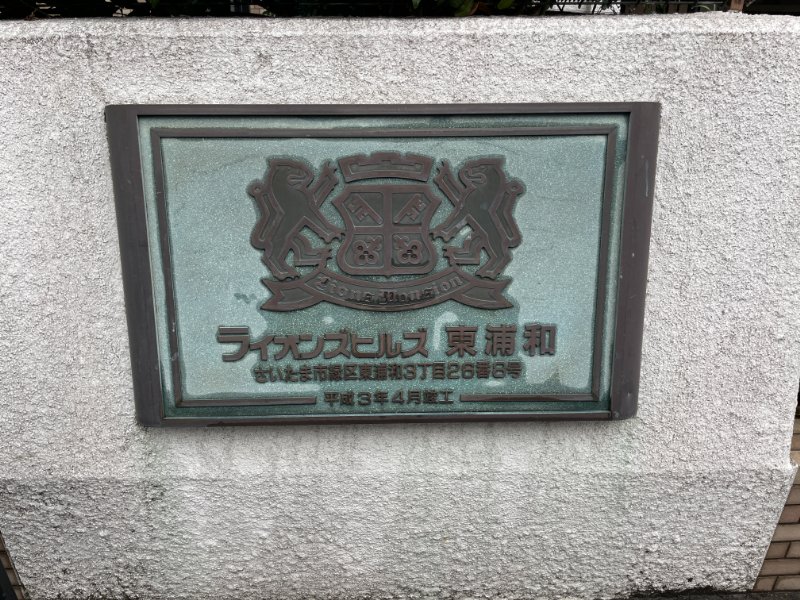 Lions Mansion
ライオンズヒルズ 東浦和
さいたま市緑区東浦和3丁目26番8号
平成3年4月竣工